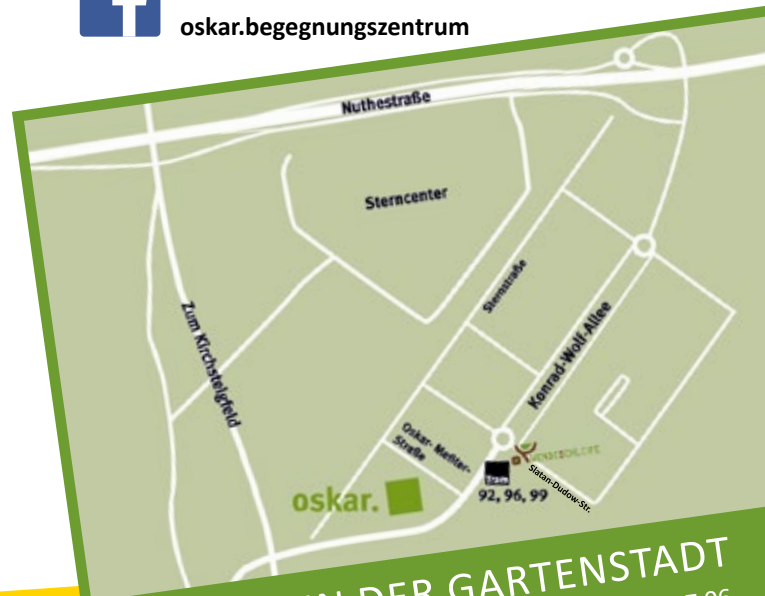 oskar.begegnungszentrum
Nuthestraße
Sterncenter
Sternstraße
Zum Kirchsteigfeld
Konrad-Wolf-Allee
Oskar- Meßter-
Straße
oskar.
Tram
92, 96, 99
Slatan-Dudow-Str.
DER GARTENSTADT